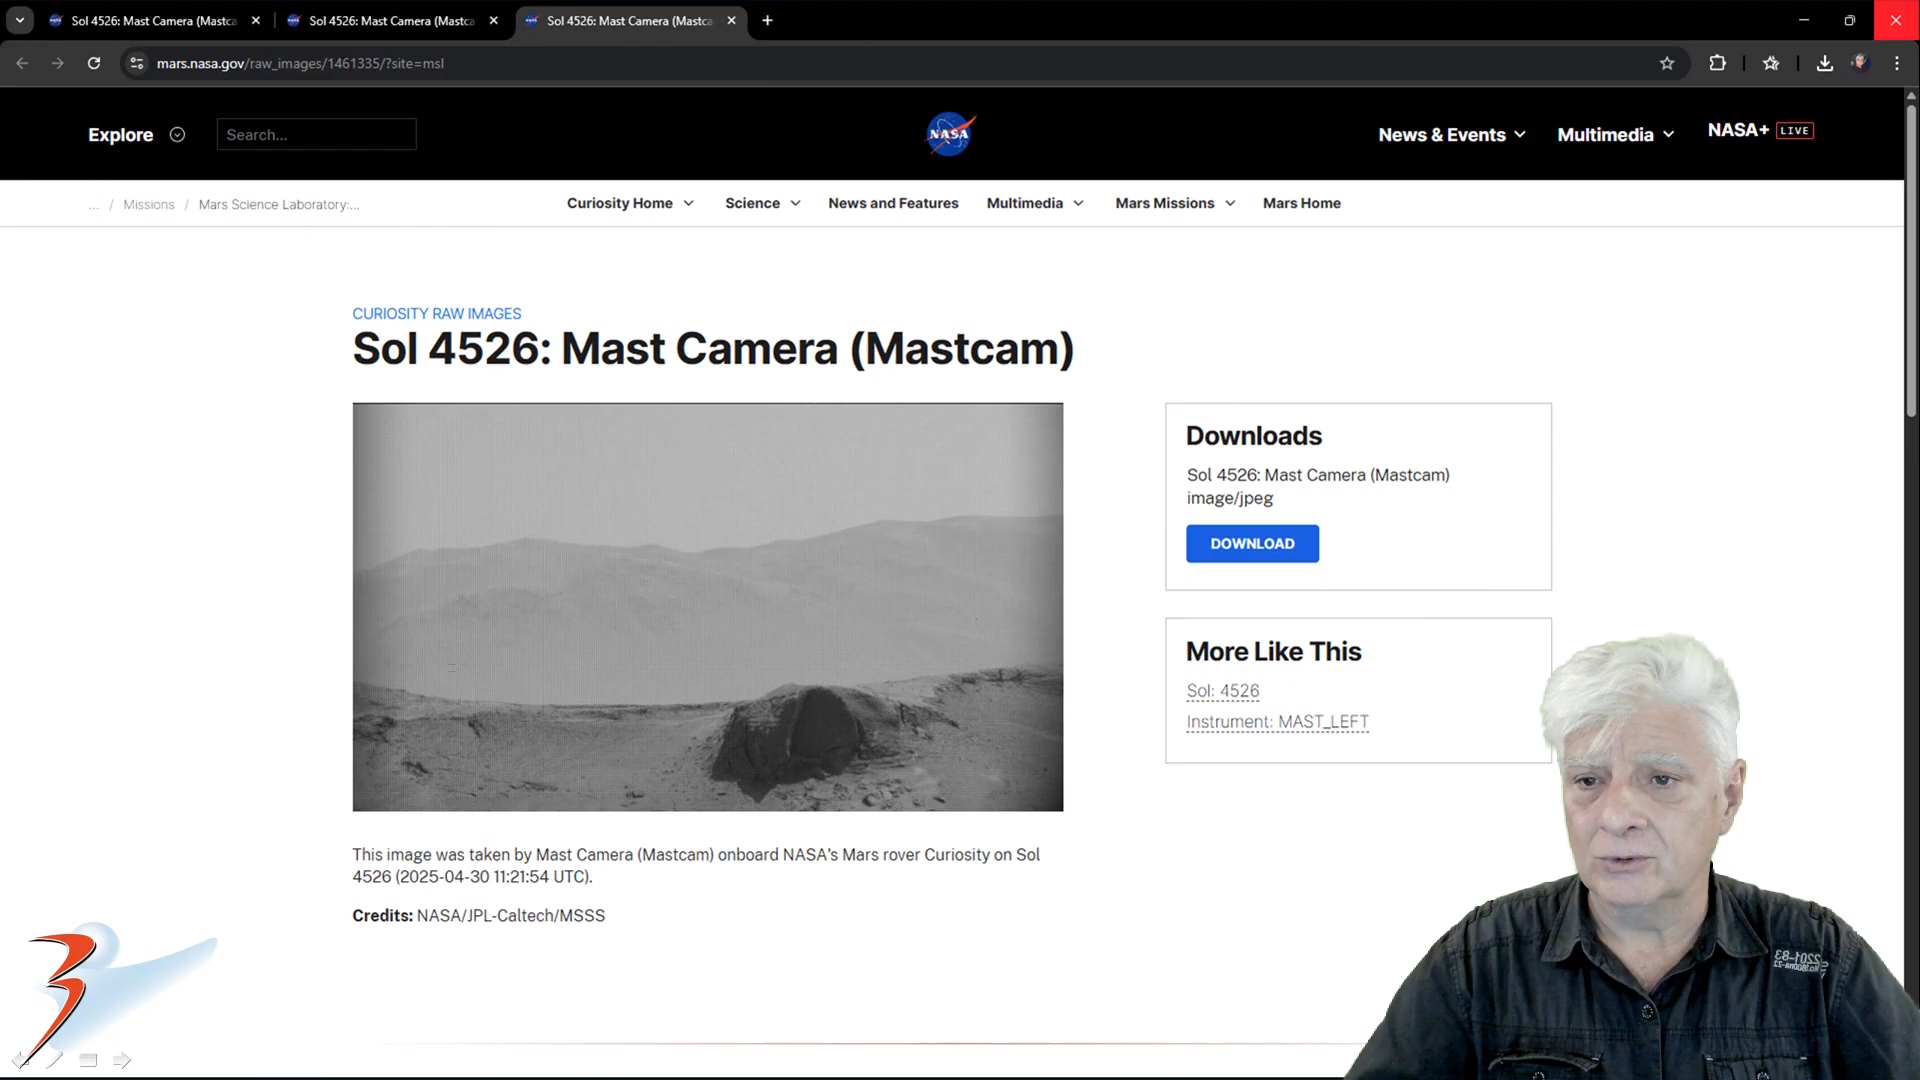 Sol 4526: Mast Camera (Mastca
Sol 4526: Mast Camera (Mastca
Sol 4526: Mast Camera (Mastca
mars.nasa.gov/raw_images/1461335/?site=msl
Explore
Search...
NASA
News & Events
Multimedia
NASA+ LIVE
... / Missions / Mars Science Laboratory:...
Curiosity Home
Science
News and Features
Multimedia
Mars Missions
Mars Home
CURIOSITY RAW IMAGES
Sol 4526: Mast Camera (Mastcam)
Downloads
Sol 4526: Mast Camera (Mastcam)
image/jpeg
DOWNLOAD
More Like This
Sol: 4526
Instrument: MAST_LEFT
This image was taken by Mast Camera (Mastcam) onboard NASA's Mars rover Curiosity on Sol
4526 (2025-04-30 11:21:54 UTC).
Credits: NASA/JPL-Caltech/MSSS